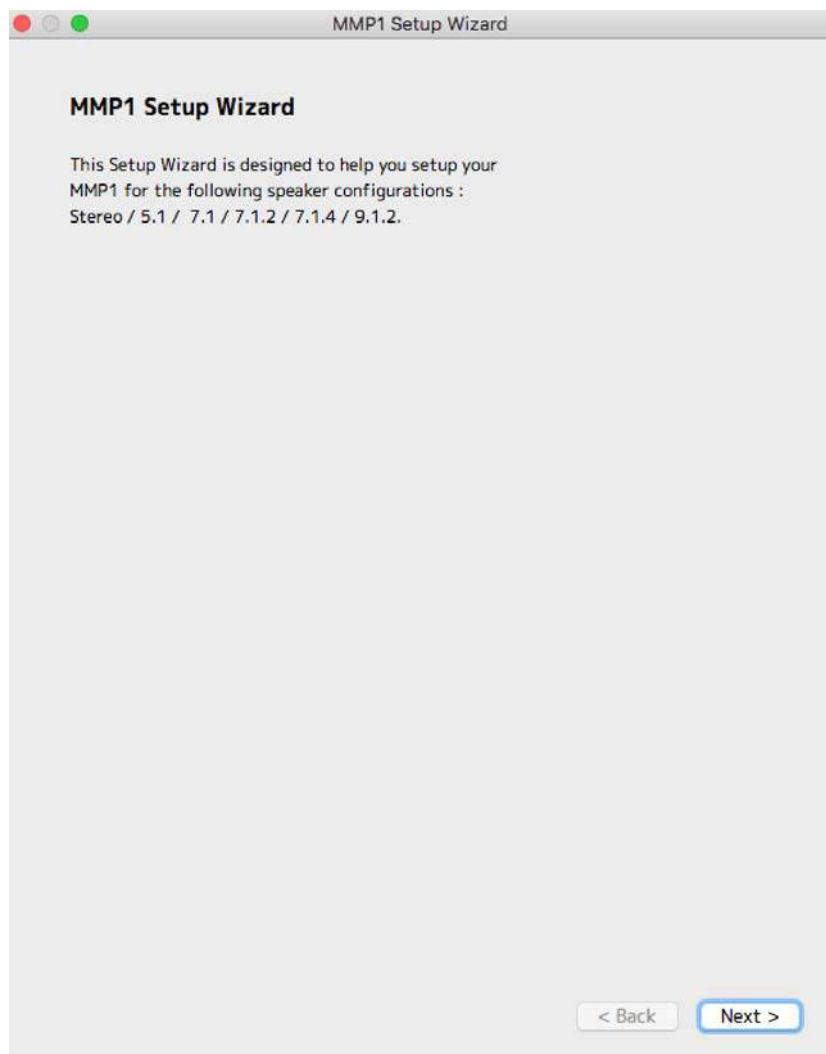 MMP1 Setup Wizard
MMP1 Setup Wizard
This Setup Wizard is designed to help you setup your
MMP1 for the following speaker configurations :
Stereo / 5.1 /  7.1 / 7.1.2 / 7.1.4 / 9.1.2.
< Back Next >